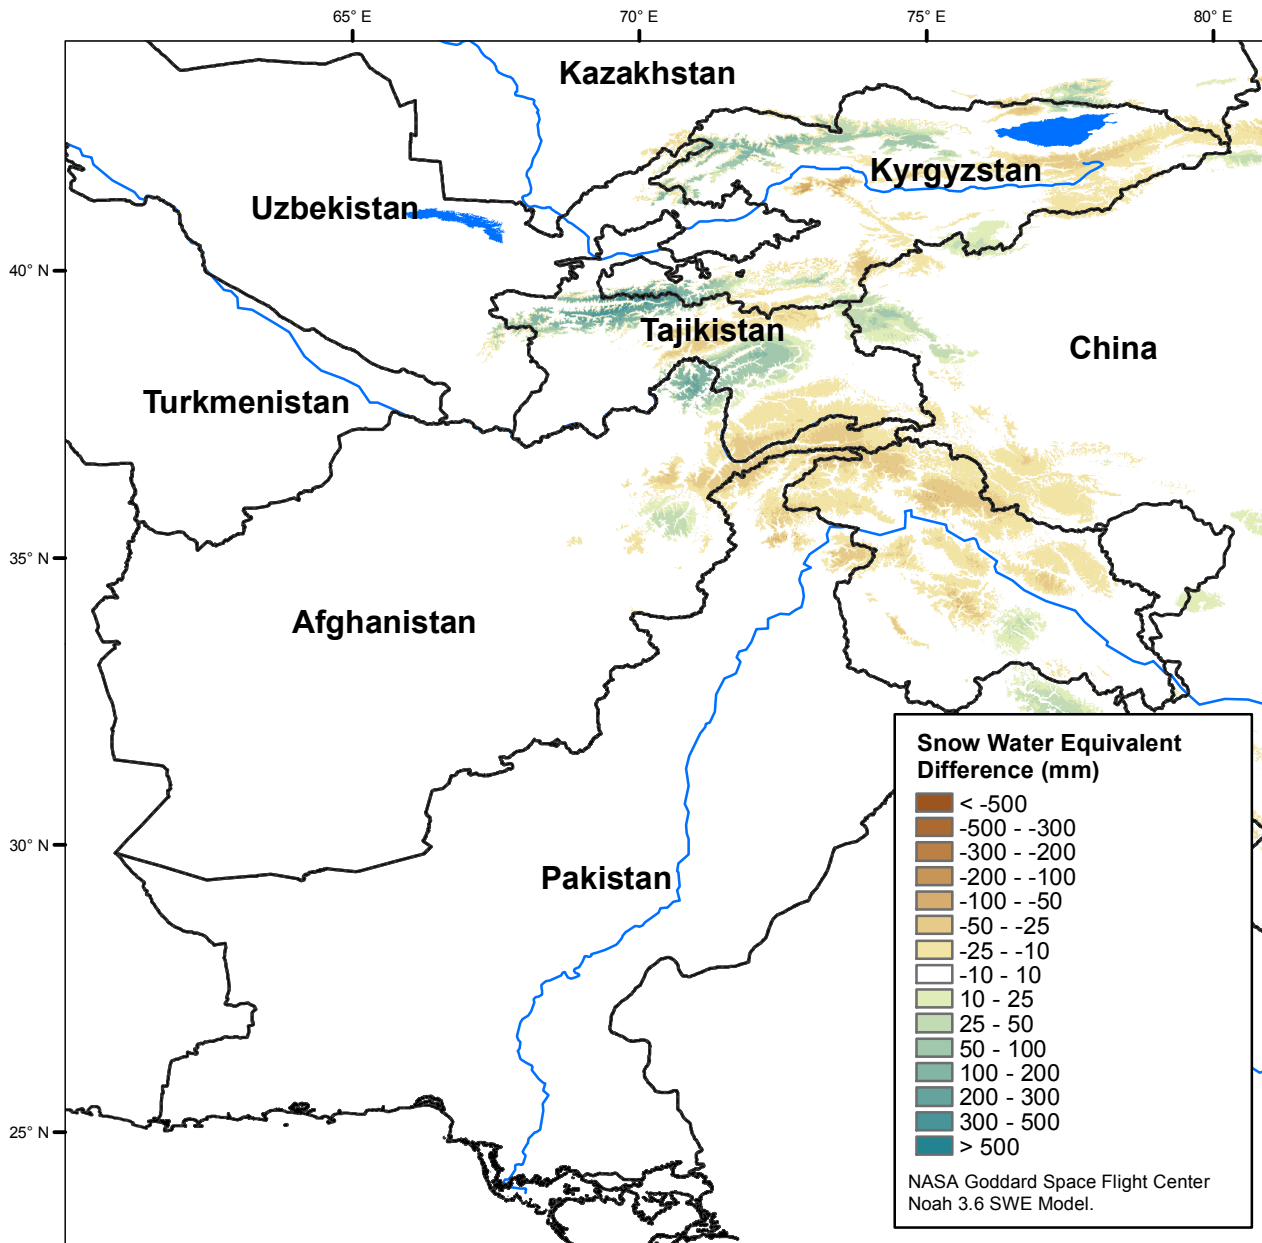 65° E
70° E
75° E
80° E
Kazakhstan
Kyrgyzstan
Uzbekistan
40° N
Tajikistan
China
Turkmenistan
35° N
Afghanistan
30° N
Pakistan
25° N
Snow Water Equivalent
Difference (mm)
< -500
-500 - -300
-300 - -200
-200 - -100
-100 - -50
-50 - -25
-25 - -10
-10 - 10
10 - 25
25 - 50
50 - 100
100 - 200
200 - 300
300 - 500
> 500
NASA Goddard Space Flight Center
Noah 3.6 SWE Model.